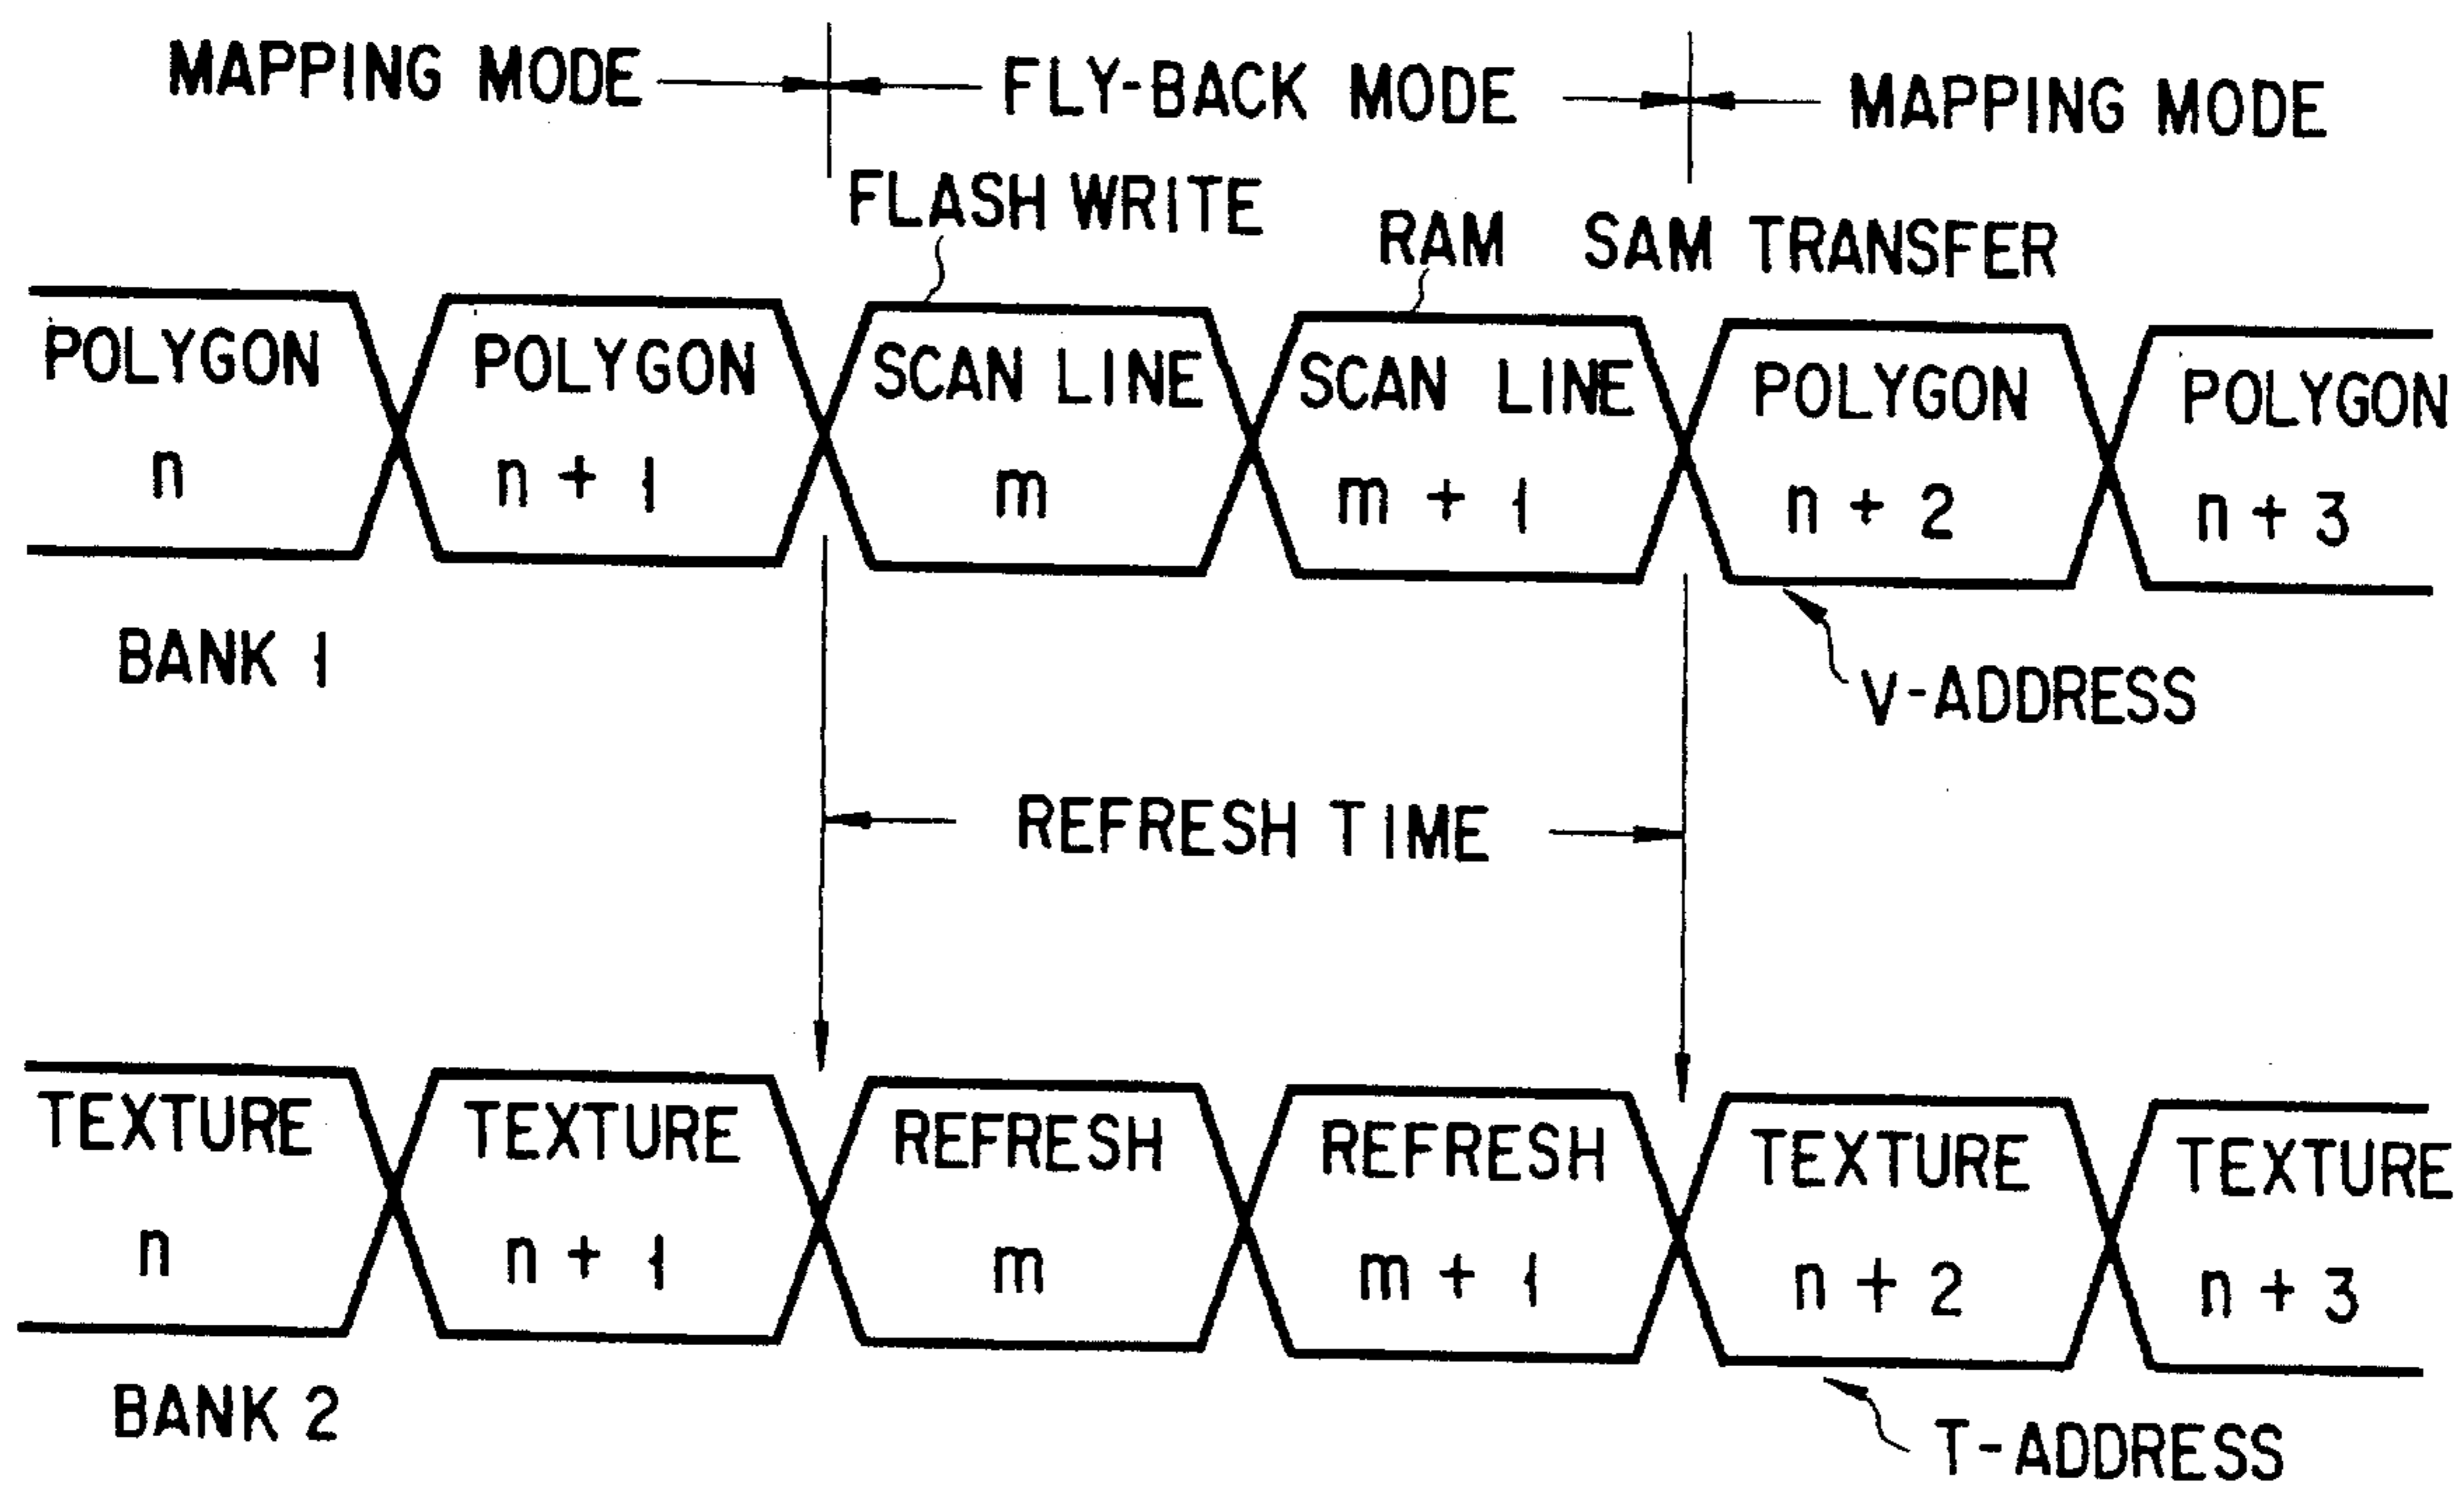 MAPPING MODE FLY-BACK MODE MAPPING MODE
FLASH WRITE
RAM SAM TRANSFER
POLYGON POLYGON SCAN LINE SCAN LINE POLYGON POLYGON
n n + 1 m m + 1 n + 2 n + 3
BANK 1
V-ADDRESS
REFRESH TIME
TEXTURE TEXTURE REFRESH REFRESH TEXTURE TEXTURE
n n + 1 m m + 1 n + 2 n + 3
BANK 2
T-ADDRESS